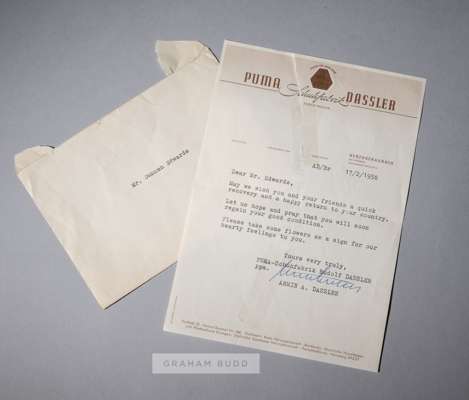 Mr. Duncan Edwards
PUMA Schuhfabrik DASSLER
HERZOGENAURACH
AD/Br 17/2/1958
Dear Mr. Edwards,
May we wish you and your friends a quick
recovery and a happy return to your country.
Let us hope and pray that you will soon
regain your good condition.
Please take some flowers as a sign for our
hearty feelings to you.
Yours very truly,
PUMA-Schuhfabrik Rudolf DASSLER
ppa.
ARMIN A. DASSLER
GRAHAM BUDD